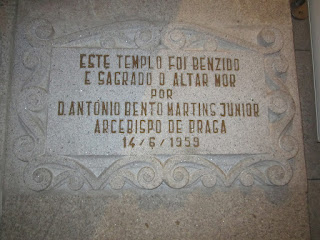 ESTE TEMPLO FOI BENZIDO
E SAGRADO O ALTAR MOR
POR
D. ANTÓNIO BENTO MARTINS JUNIOR
ARCEBISPO DE BRAGA
14/6/1959